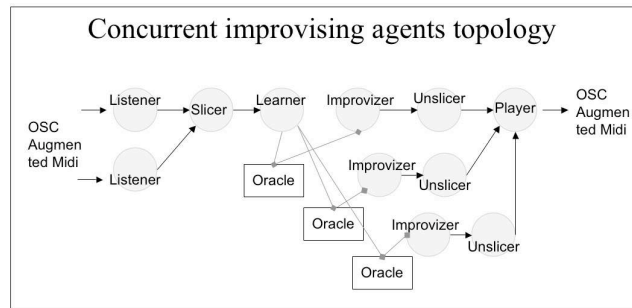 Concurrent improvising agents topology
Listener
Slicer
Learner
Improvizer
Unslicer
Player
OSC
Augmen
ted Midi
OSC
Augmen
ted Midi
Listener
Oracle
Improvizer
Unslicer
Oracle
Improvizer
Unslicer
Oracle